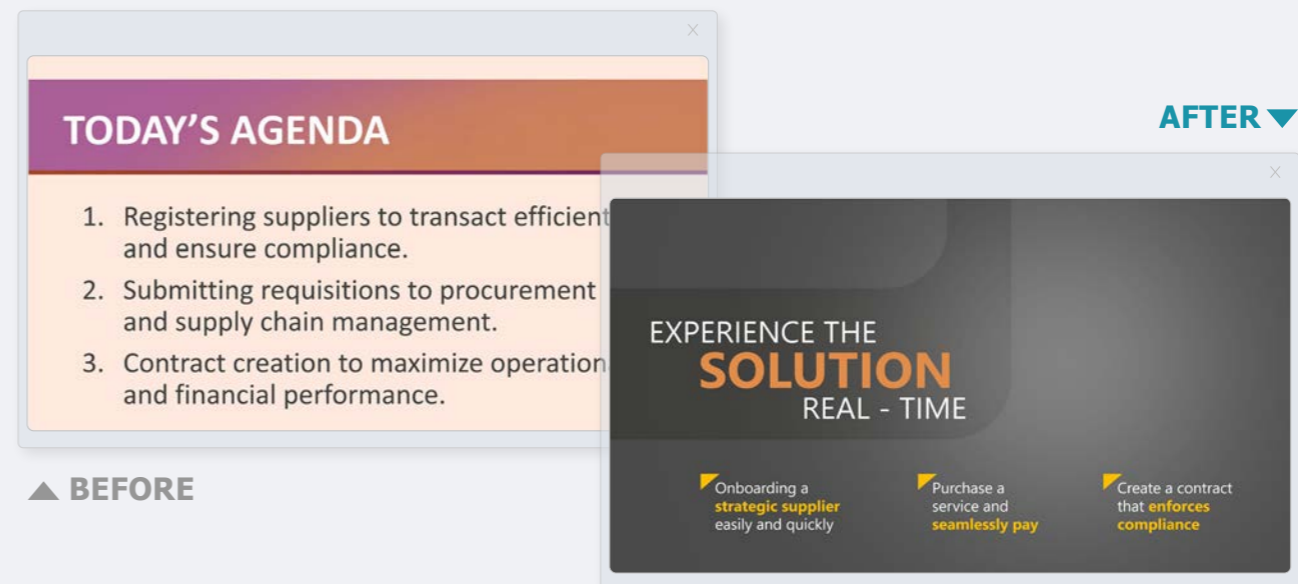 X
TODAY'S AGENDA
1. Registering suppliers to transact efficient
and ensure compliance.
2. Submitting requisitions to procurement
and supply chain management.
3. Contract creation to maximize operation
and financial performance.
BEFORE
AFTER
X
EXPERIENCE THE
SOLUTION
REAL - TIME
Onboarding a
strategic supplier
easily and quickly
Purchase a
service and
seamlessly pay
Create a contract
that enforces
compliance